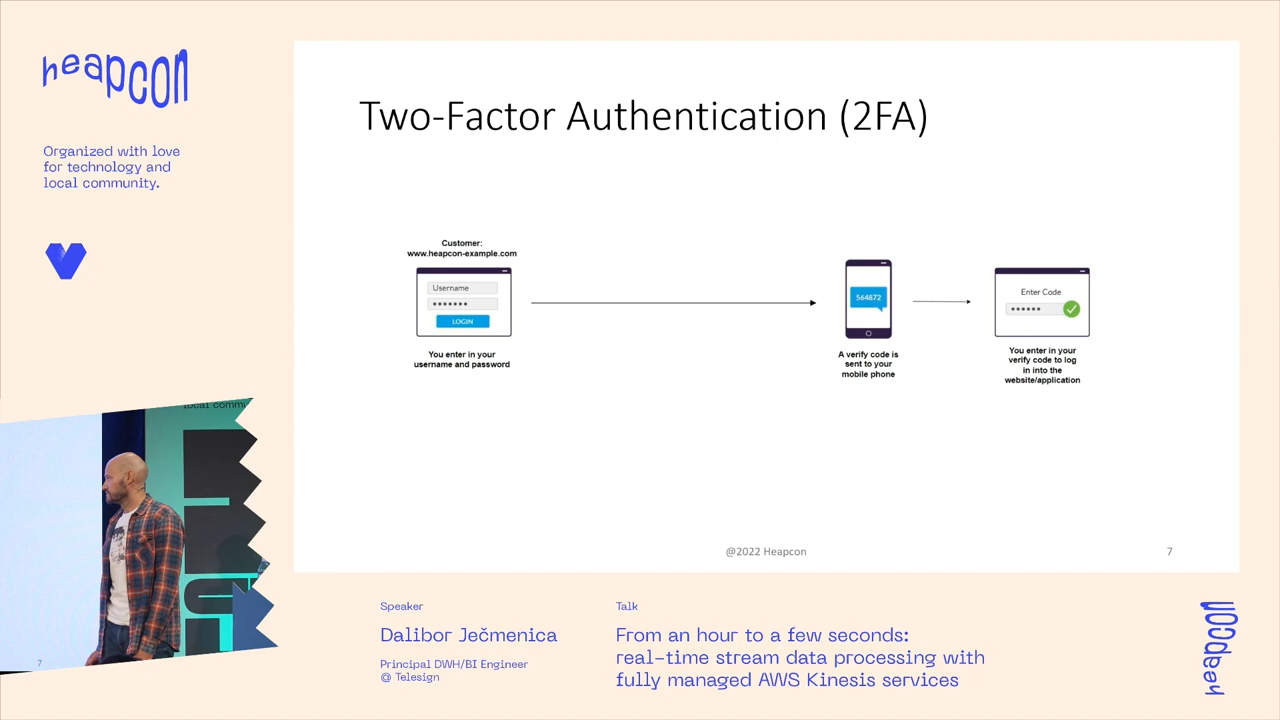 heapcon
Organized with love
for technology and
local community.
Two-Factor Authentication (2FA)
Customer:
www.heapcon-example.com
Username
LOGIN
You enter in your
username and password
564872
A verify code is
sent to your
mobile phone
Enter Code
You enter in your
verify code to log
in into the
website/application
@2022 Heapcon
7
local commu
7
Speaker
Dalibor Ječmenica
Principal DWH/BI Engineer
@ Telesign
Talk
From an hour to a few seconds:
real-time stream data processing with
fully managed AWS Kinesis services
heapcon